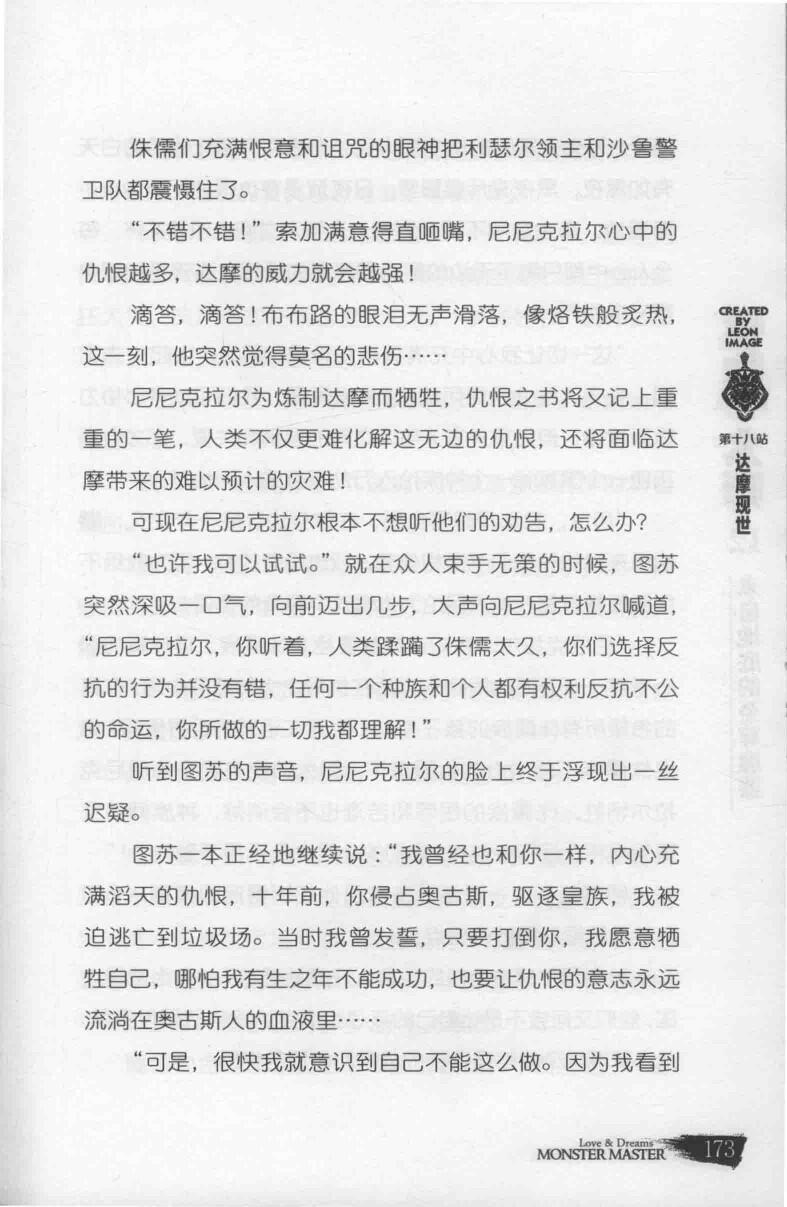 侏儒们充满恨意和诅咒的眼神把利瑟尔领主和沙鲁警
卫队都震慑住了。
“不错不错！”索加满意得直咂嘴，尼尼克拉尔心中的
仇恨越多，达摩的威力就会越强！
滴答，滴答！布布路的眼泪无声滑落，像烙铁般炙热，
这一刻，他突然觉得莫名的悲伤……
尼尼克拉尔为炼制达摩而牺牲，仇恨之书将又记上重
重的一笔，人类不仅更难化解这无边的仇恨，还将面临达
摩带来的难以预计的灾难！
可现在尼尼克拉尔根本不想听他们的劝告，怎么办？
“也许我可以试试。”就在众人束手无策的时候，图苏
突然深吸一口气，向前迈出几步，大声向尼尼克拉尔喊道，
“尼尼克拉尔，你听着，人类蹂躏了侏儒太久，你们选择反
抗的行为并没有错，任何一个种族和个人都有权利反抗不公
的命运，你所做的一切我都理解！”
听到图苏的声音，尼尼克拉尔的脸上终于浮现出一丝
迟疑。
图苏一本正经地继续说：“我曾经也和你一样，内心充
满滔天的仇恨，十年前，你侵占奥古斯，驱逐皇族，我被
迫逃亡到垃圾场。当时我曾发誓，只要打倒你，我愿意牺
牲自己，哪怕我有生之年不能成功，也要让仇恨的意志永远
流淌在奥古斯人的血液里……
“可是，很快我就意识到自己不能这么做。因为我看到
CREATED
BY
LEON
IMAGE
第十八站
达摩现世
Love & Dreams
MONSTER MASTER
173